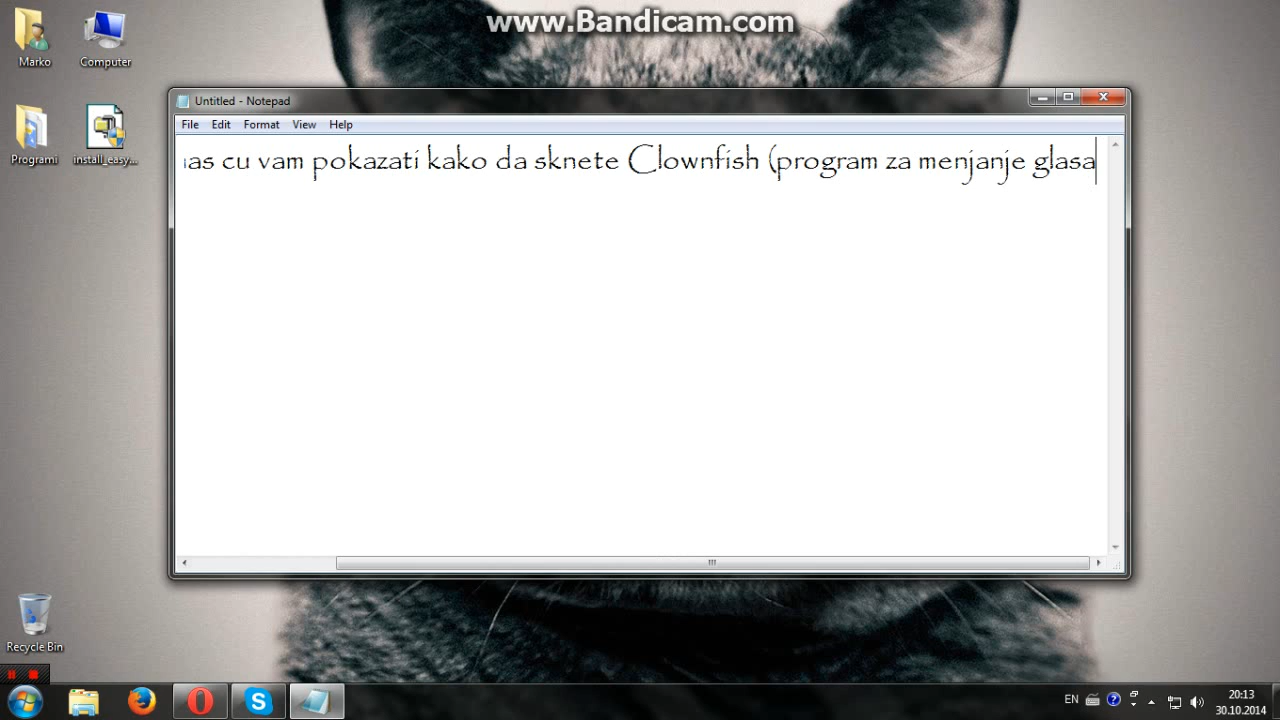 www.Bandicam.com
Marko
Computer
Programi
install_easy...
Untitled - Notepad
File Edit Format View Help
as cu vam pokazati kako da sknete Clownfish (program za menjanje glasa
Recycle Bin
EN
20:13
30.10.2014